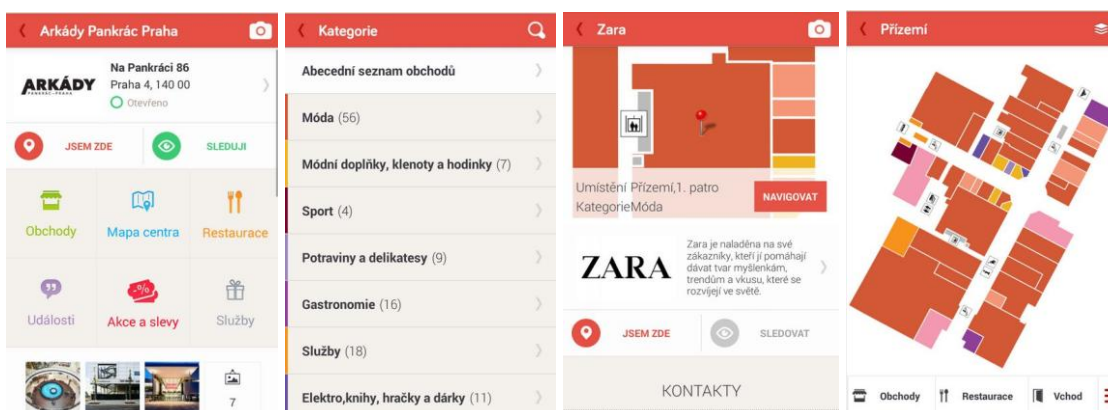 Arkády Pankrác Praha
ARKÁDY
PANKRÁC-PRAHA
Na Pankráci 86
Praha 4, 140 00
Otevřeno
JSEM ZDE
SLEDUJI
Obchody
Mapa centra
Restaurace
Události
Akce a slevy
Služby
7
Kategorie
Abecední seznam obchodů
Móda (56)
Módní doplňky, klenoty a hodinky (7)
Sport (4)
Potraviny a delikatesy (9)
Gastronomie (16)
Služby (18)
Elektro,knihy, hračky a dárky (11)
Zara
Umístění Přízemí,1. patro
KategorieMóda
NAVIGOVAT
ZARA
Zara je naladěna na své
zákazníky, kteří jí pomáhají
dávat tvar myšlenkám,
trendům a vkusu, které se
rozvíjejí ve světě.
JSEM ZDE
SLEDOVAT
KONTAKTY
Přízemí
Obchody
Restaurace
Vchod